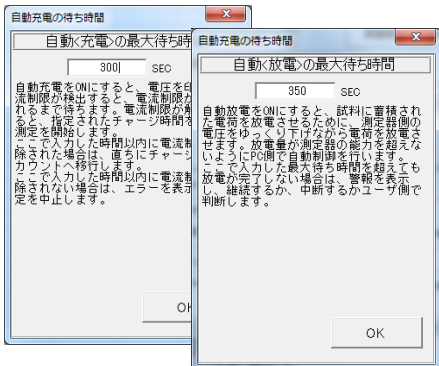 自動充電の待ち時間
自動<充電>の最大待ち時
300 SEC
自動充電をONにすると、電圧を印
流制限が検出すると、電流制限が
れるまで待ちます。電流制限が解
ると、指定されたチャージ時間を
測定を開始します。
ここで入力した時間以内に電流制
除された場合は、直ちにチャージ
カウントへ移行します。
ここで入力した時間以内に電流制
除されない場合は、エラーを表示
定を中止します。
OK
自動充電の待ち時間
自動<放電>の最大待ち時間
350 SEC
自動放電をONにすると、試料に蓄積され
た電荷を放電させるために、測定器側の
電圧をゆっくり下げながら電荷を放電さ
せます。放電量が測定器の能力を超えな
いようにPC側で自動制御を行います。
ここで入力した最大待ち時間を超えても
放電が完了しない場合は、警報を表示
し、継続するか、中断するかユーザ側で
判断します。
OK